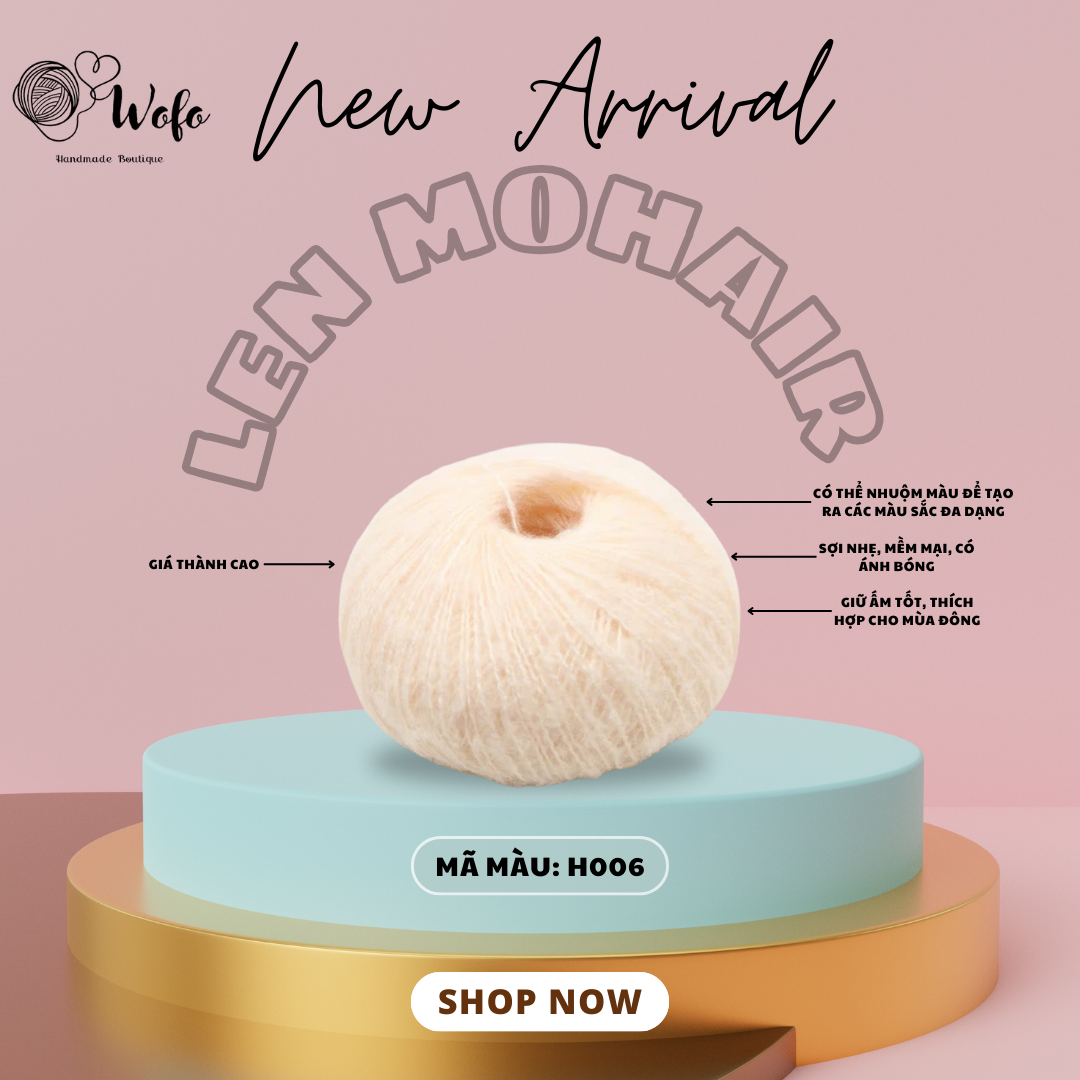 Wofo
Handmade Boutique
New Arrival
LEN MOHAIR
CÓ THỂ NHUỘM MÀU ĐỂ TẠO
RA CÁC MÀU SẮC ĐA DẠNG
SỢI NHẸ, MỀM MẠI, CÓ
ÁNH BÓNG
GIÁ THÀNH CAO
GIỮ ẤM TỐT, THÍCH
HỢP CHO MÙA ĐÔNG
MÃ MÀU: H006
SHOP NOW